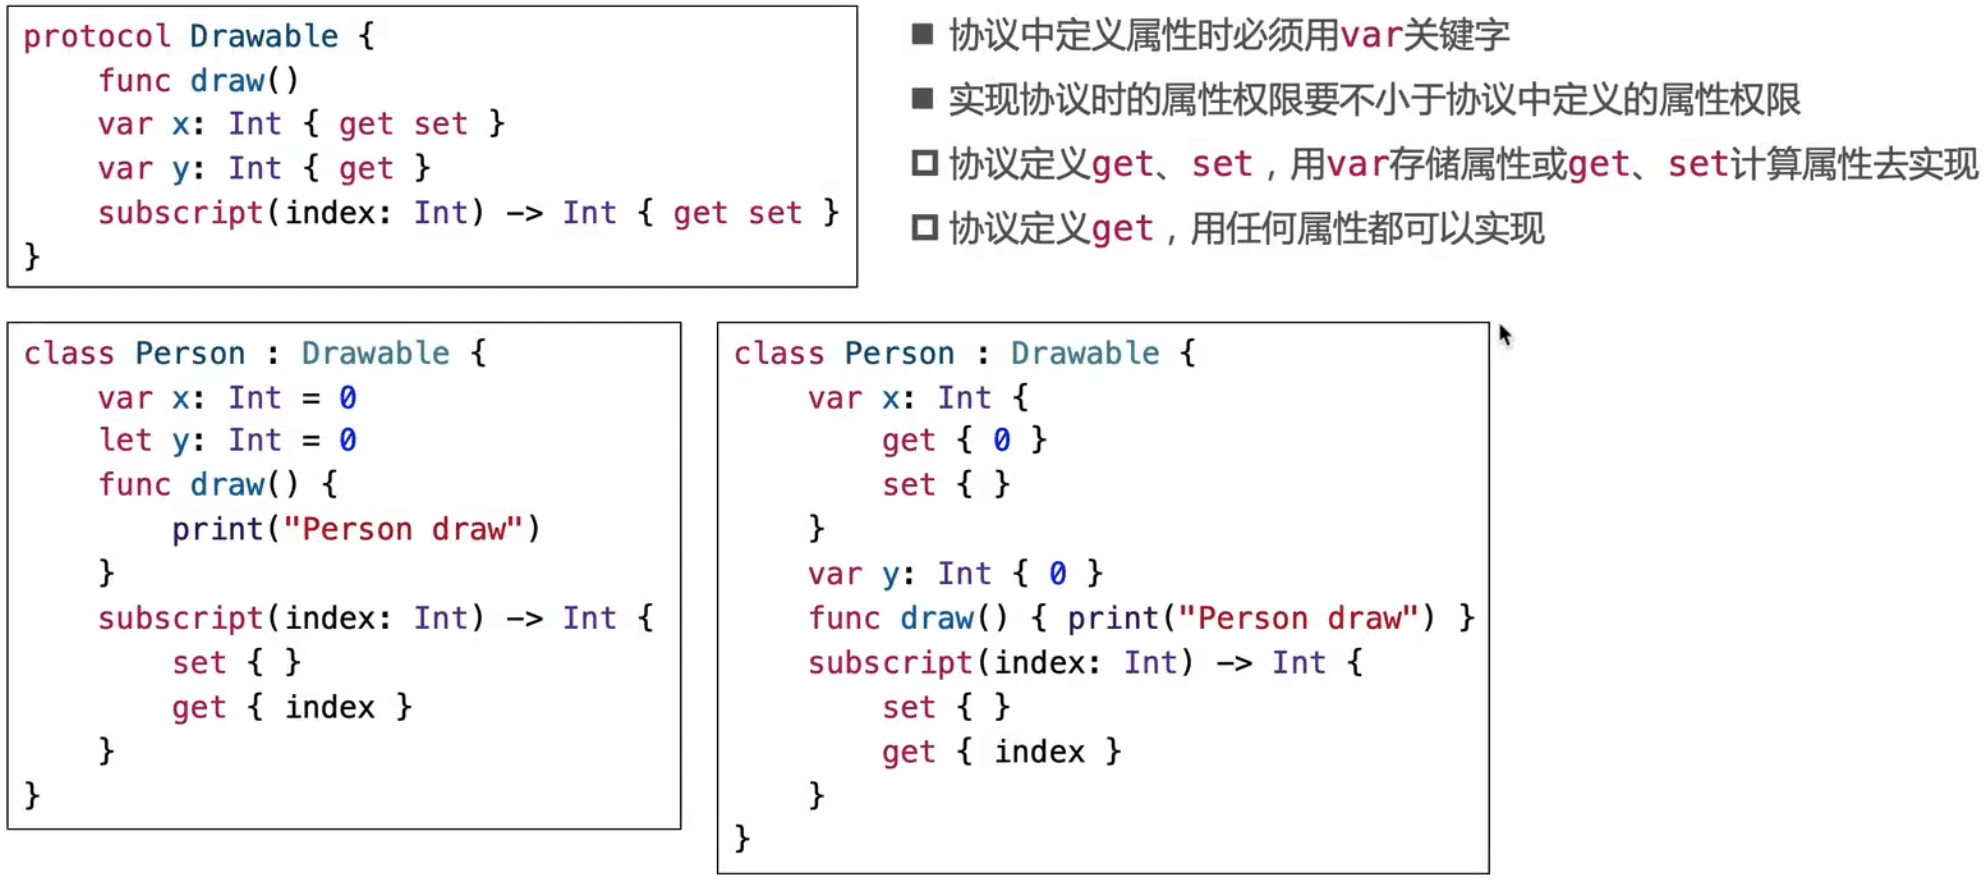 protocol Drawable {
    func draw()
    var x: Int { get set }
    var y: Int { get }
    subscript(index: Int) -> Int { get set }
}
■ 协议中定义属性时必须用var关键字
■ 实现协议时的属性权限要不小于协议中定义的属性权限
□ 协议定义get、set，用var存储属性或get、set计算属性去实现
□ 协议定义get，用任何属性都可以实现
class Person : Drawable {
    var x: Int = 0
    let y: Int = 0
    func draw() {
        print("Person draw")
    }
    subscript(index: Int) -> Int {
        set { }
        get { index }
    }
}
class Person : Drawable {
    var x: Int {
        get { 0 }
        set { }
    }
    var y: Int { 0 }
    func draw() { print("Person draw") }
    subscript(index: Int) -> Int {
        set { }
        get { index }
    }
}